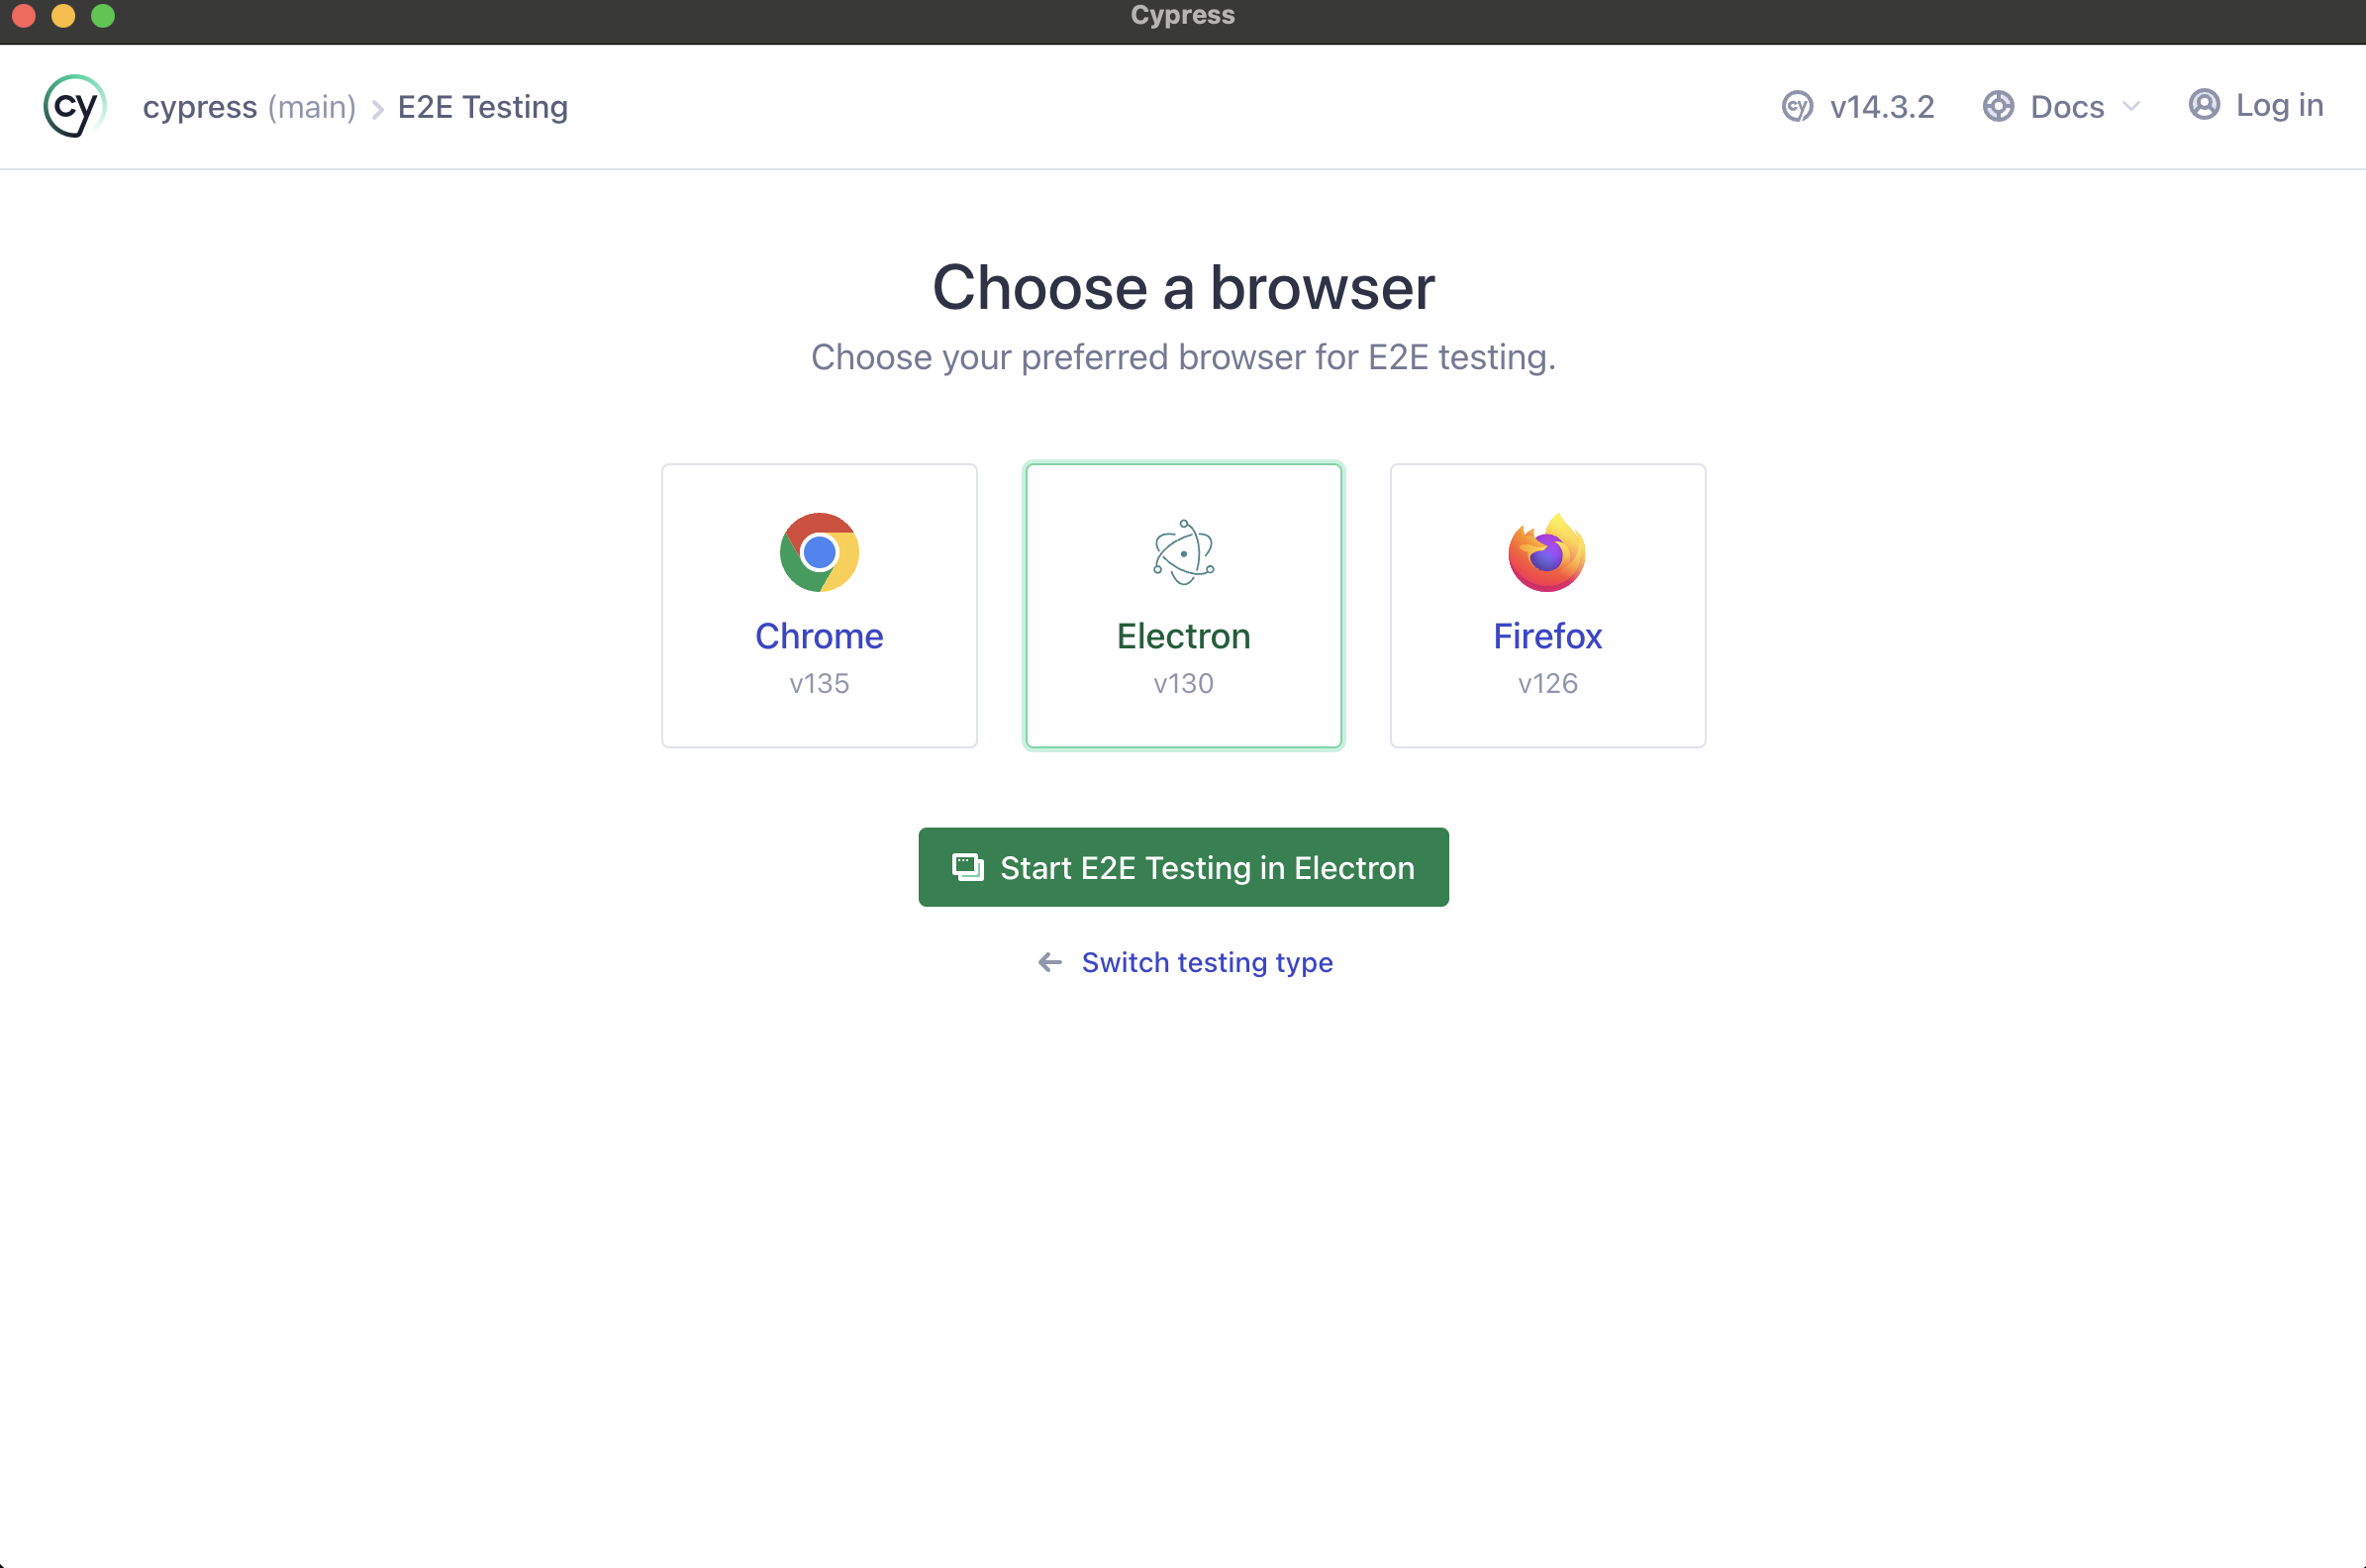 Cypress
cy cypress (main) E2E Testing cy v14.3.2 Docs Log in
Choose a browser
Choose your preferred browser for E2E testing.
Chrome Electron Firefox
v135 v130 v126
Start E2E Testing in Electron
Switch testing type